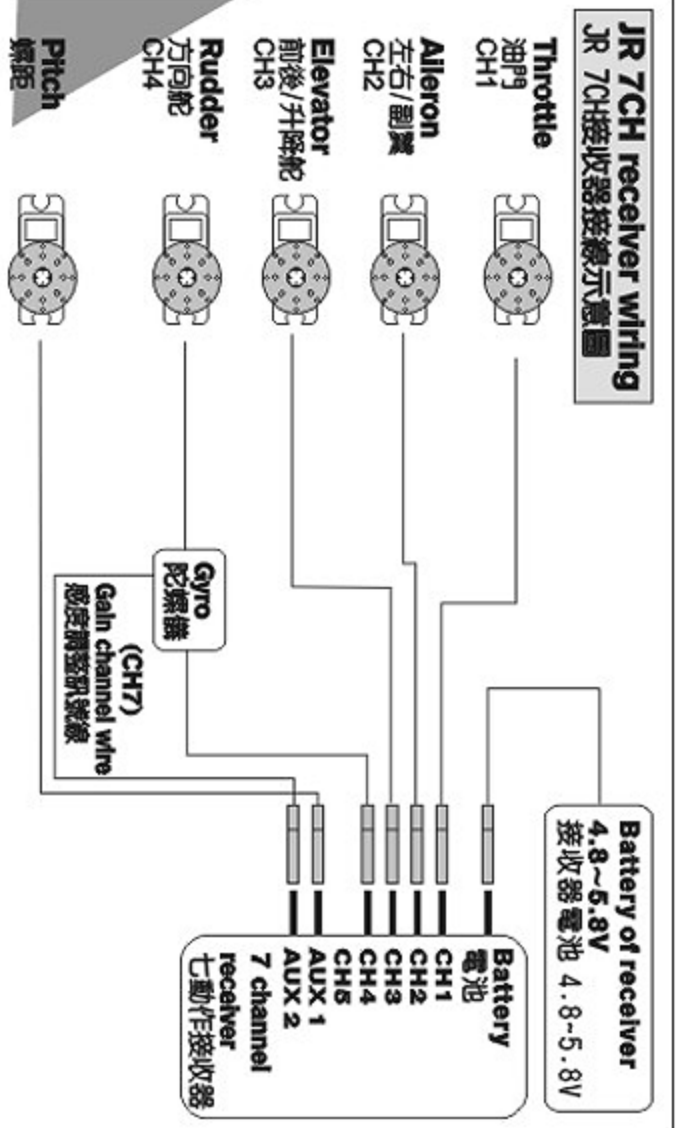 JR 7CH receiver wiring
JR 7CH接收器接線示意圖
Throttle
油門
CH1
Aileron
左右/副翼
CH2
Elevator
前後/升降舵
CH3
Rudder
方向舵
CH4
Pitch
螺距
Gyro
陀螺儀
(CH7)
Gain channel wire
感度調整訊號線
Battery of receiver
4.8~5.8V
接收器電池 4.8~5.8V
Battery
電池
CH1
CH2
CH3
CH4
CH5
AUX 1
AUX 2
7 channel
receiver
七動作接收器